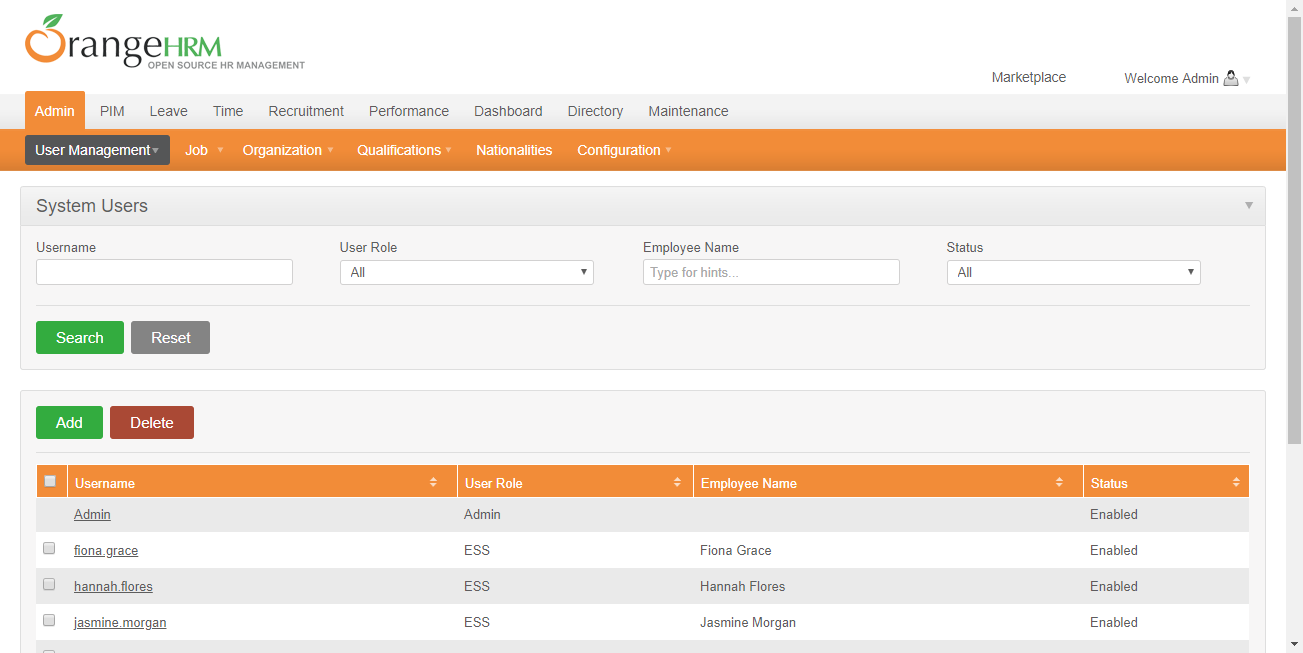 OrangeHRM
OPEN SOURCE HR MANAGEMENT
Marketplace Welcome Admin
Admin PIM Leave Time Recruitment Performance Dashboard Directory Maintenance
User Management Job Organization Qualifications Nationalities Configuration
System Users
Username User Role Employee Name Status
All Type for hints... All
Search Reset
Add Delete
Username User Role Employee Name Status
Admin Admin Enabled
fiona.grace ESS Fiona Grace Enabled
hannah.flores ESS Hannah Flores Enabled
jasmine.morgan ESS Jasmine Morgan Enabled